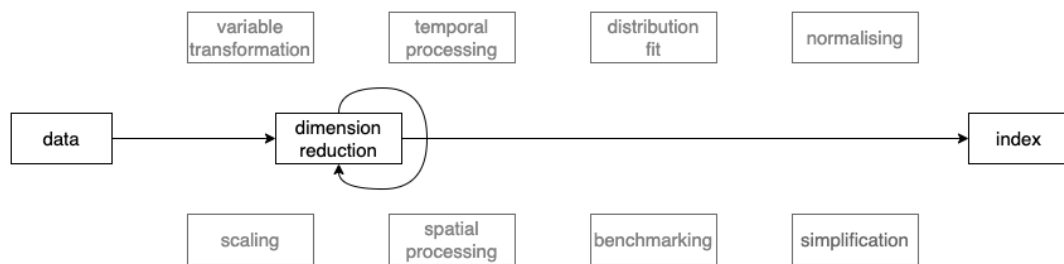 variable
transformation
temporal
processing
distribution
fit
normalising
data
dimension
reduction
index
scaling
spatial
processing
benchmarking
simplification